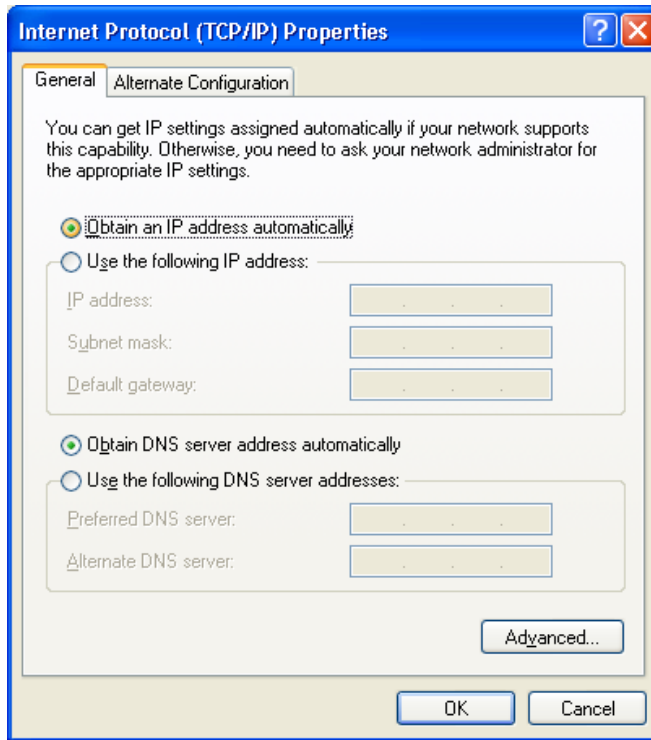 Internet Protocol (TCP/IP) Properties
General
Alternate Configuration
You can get IP settings assigned automatically if your network supports
this capability. Otherwise, you need to ask your network administrator for
the appropriate IP settings.
Obtain an IP address automatically
Use the following IP address:
IP address:
Subnet mask:
Default gateway:
Obtain DNS server address automatically
Use the following DNS server addresses:
Preferred DNS server:
Alternate DNS server:
Advanced...
OK
Cancel